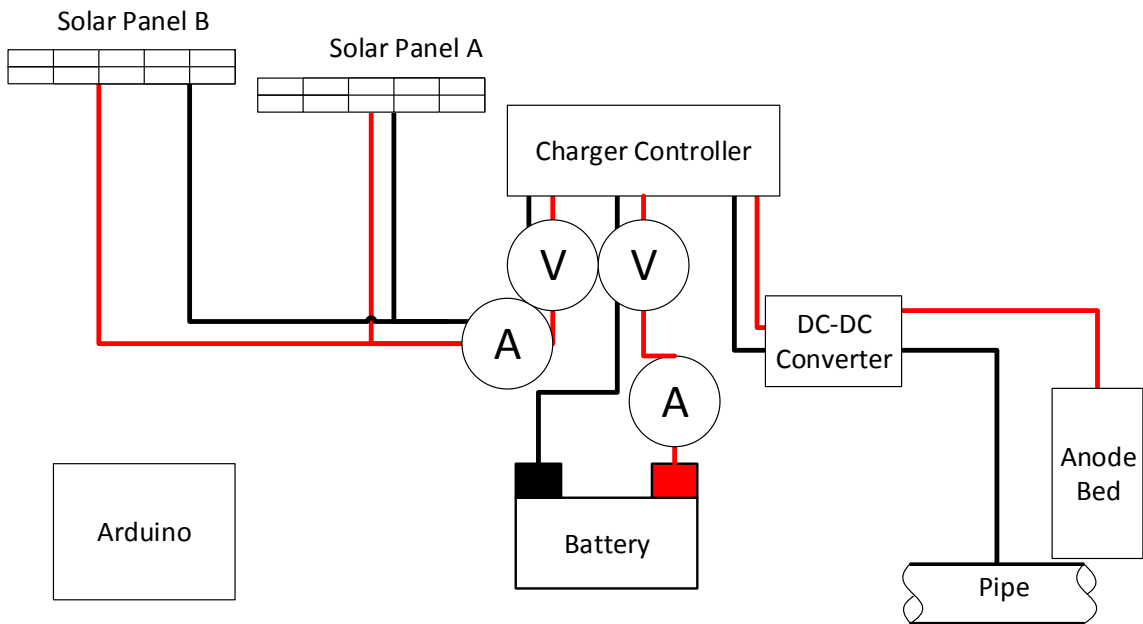 Solar Panel B
Solar Panel A
Charger Controller
V
V
A
DC-DC
Converter
A
Anode
Bed
Arduino
Battery
Pipe